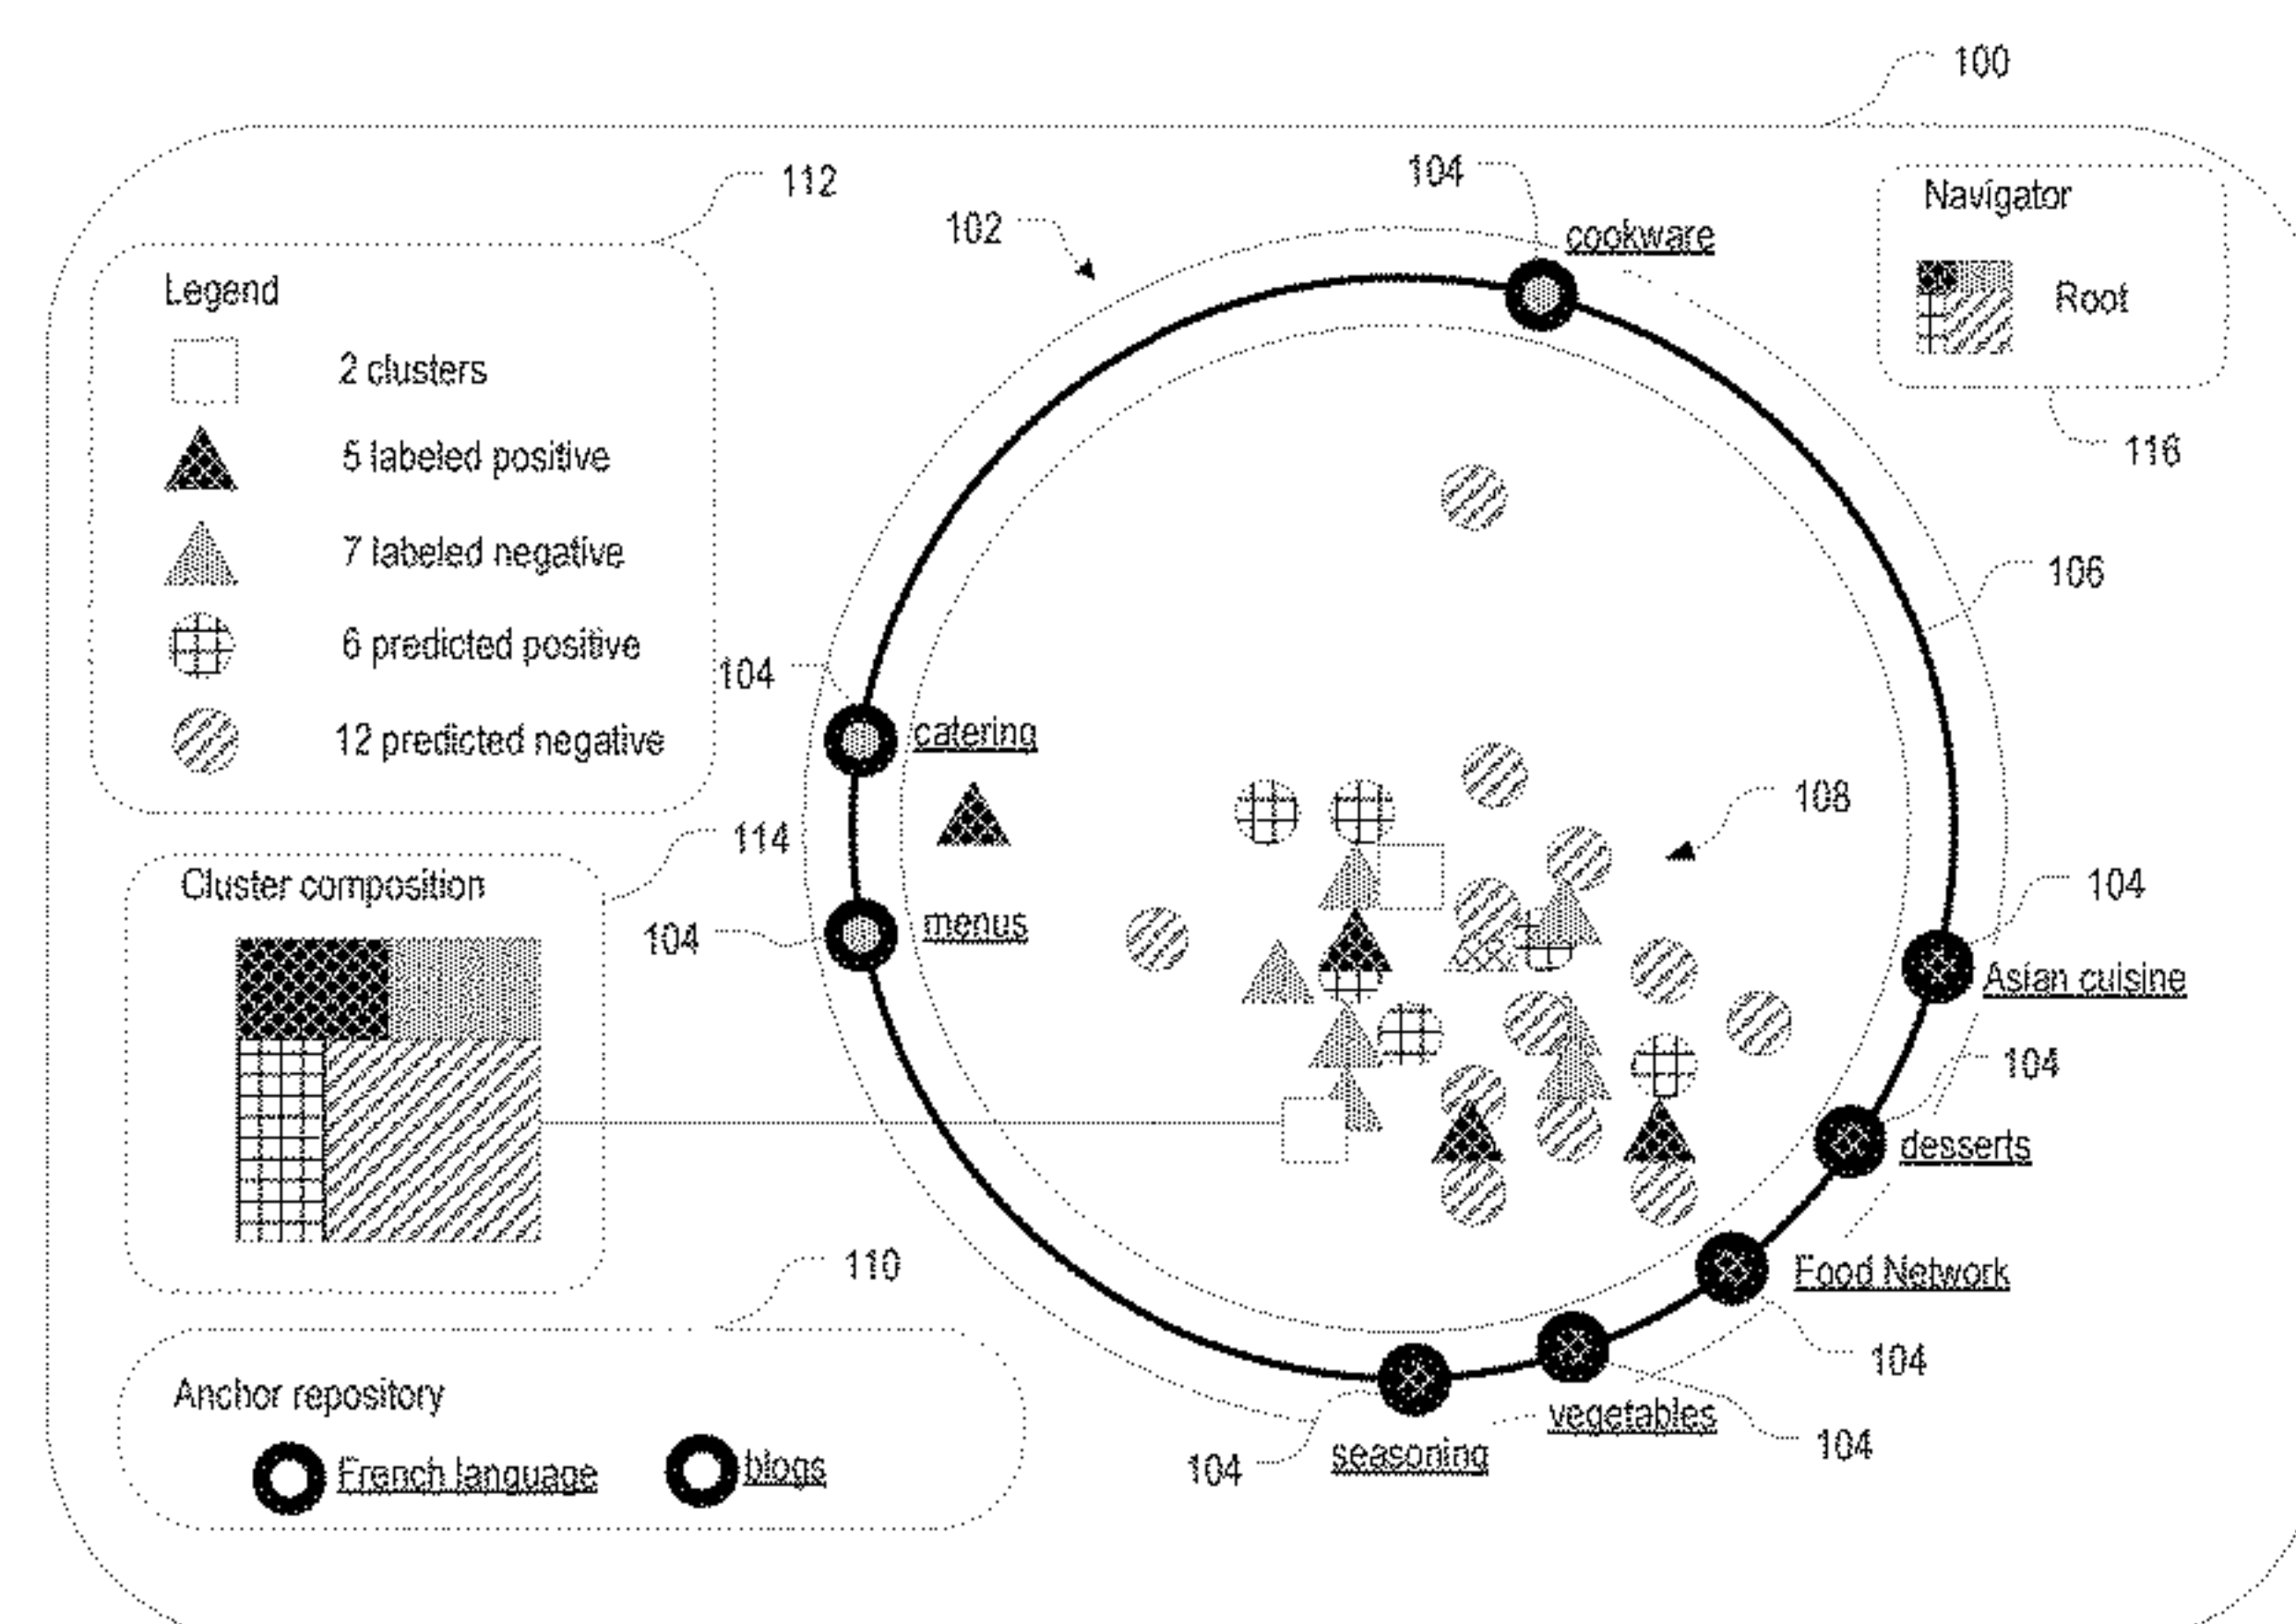 100
112
104
Navigator
102
cookware
Legend
Root
2 clusters
116
5 labeled positive
7 labeled negative
106
6 predicted positive
104
12 predicted negative
catering
108
114
Cluster composition
104
menus
104
Asian cuisine
104
desserts
110
Food Network
104
Anchor repository
vegetables
104
seasoning
104
French language
blogs